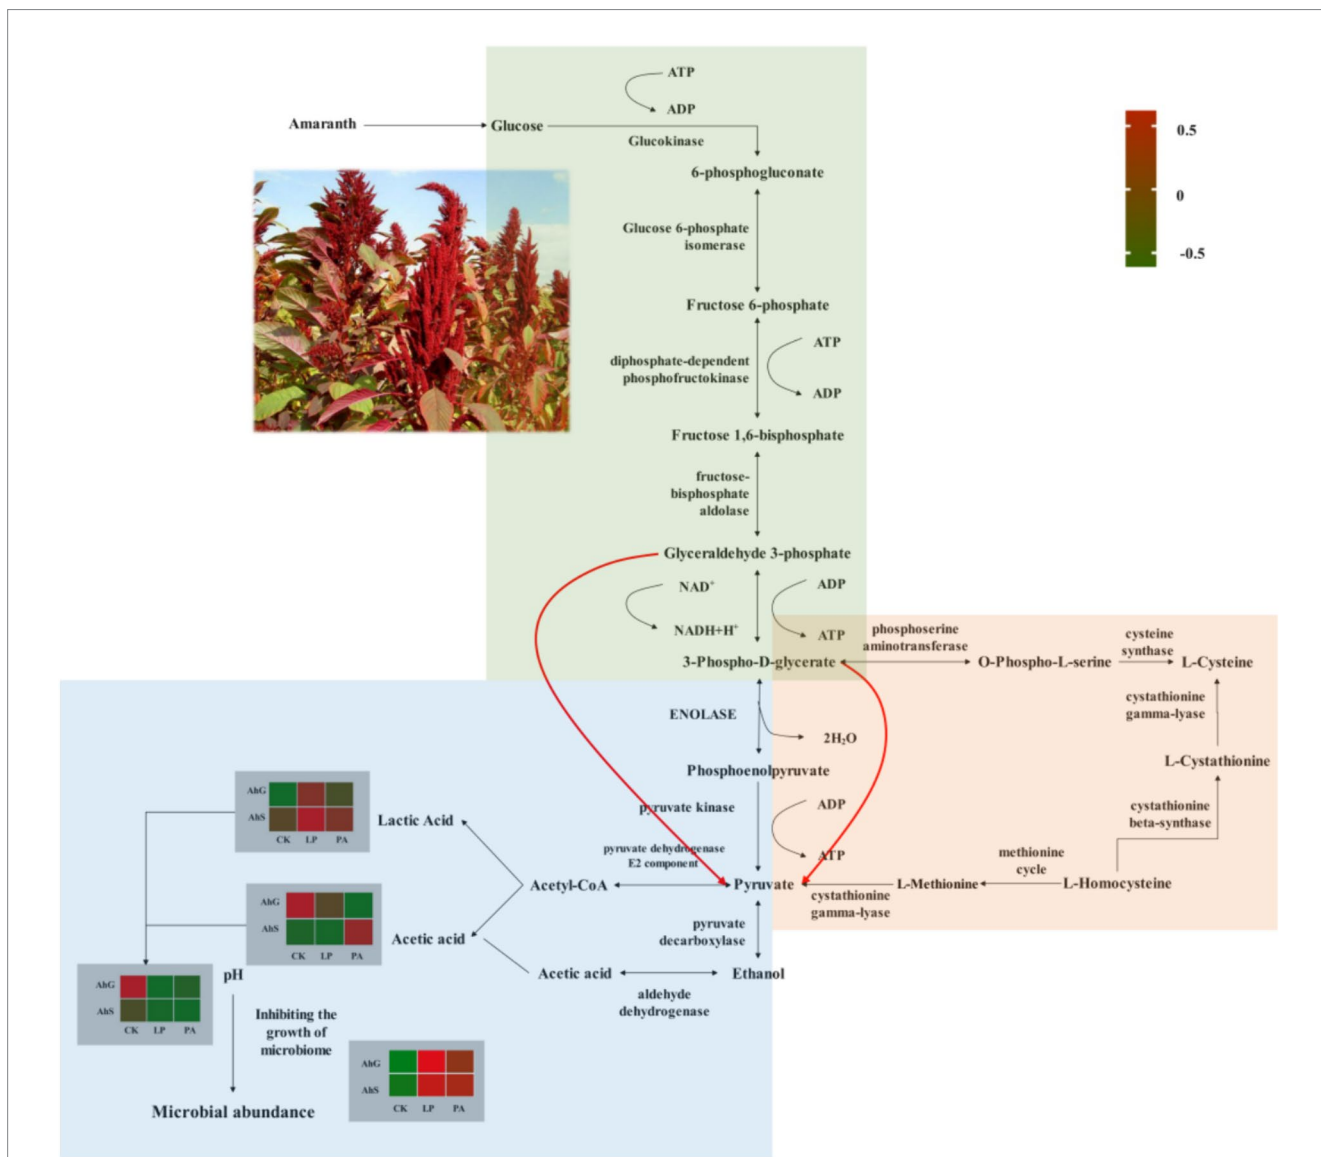 ATP
ADP
Amaranth
Glucose
Glucokinase
0.5
0
-0.5
6-phosphogluconate
Glucose 6-phosphate
isomerase
Fructose 6-phosphate
ATP
diphosphate-dependent
phosphofructokinase
ADP
Fructose 1,6-bisphosphate
fructose-
bisphosphate
aldolase
Glyceraldehyde 3-phosphate
NAD⁺
ADP
NADH+H⁺
ATP
3-Phospho-D-glycerate
phosphoserine
aminotransferase
O-Phospho-L-serine
cysteine
synthase
L-Cysteine
cystathionine
gamma-lyase
ENOLASE
2H₂O
L-Cystathionine
Phosphoenolpyruvate
pyruvate kinase
ADP
ATP
cystathionine
beta-synthase
AhG
AhS
CK LP PA
Lactic Acid
pyruvate dehydrogenase
E2 component
methionine
cycle
Acetyl-CoA
Pyruvate
L-Methionine
L-Homocysteine
cystathionine
gamma-lyase
AhG
AhS
CK LP PA
Acetic acid
pyruvate
decarboxylase
Acetic acid
Ethanol
aldehyde
dehydrogenase
AhG
AhS
CK LP PA
pH
Inhibiting the
growth of
microbiome
AhG
AhS
CK LP PA
Microbial abundance